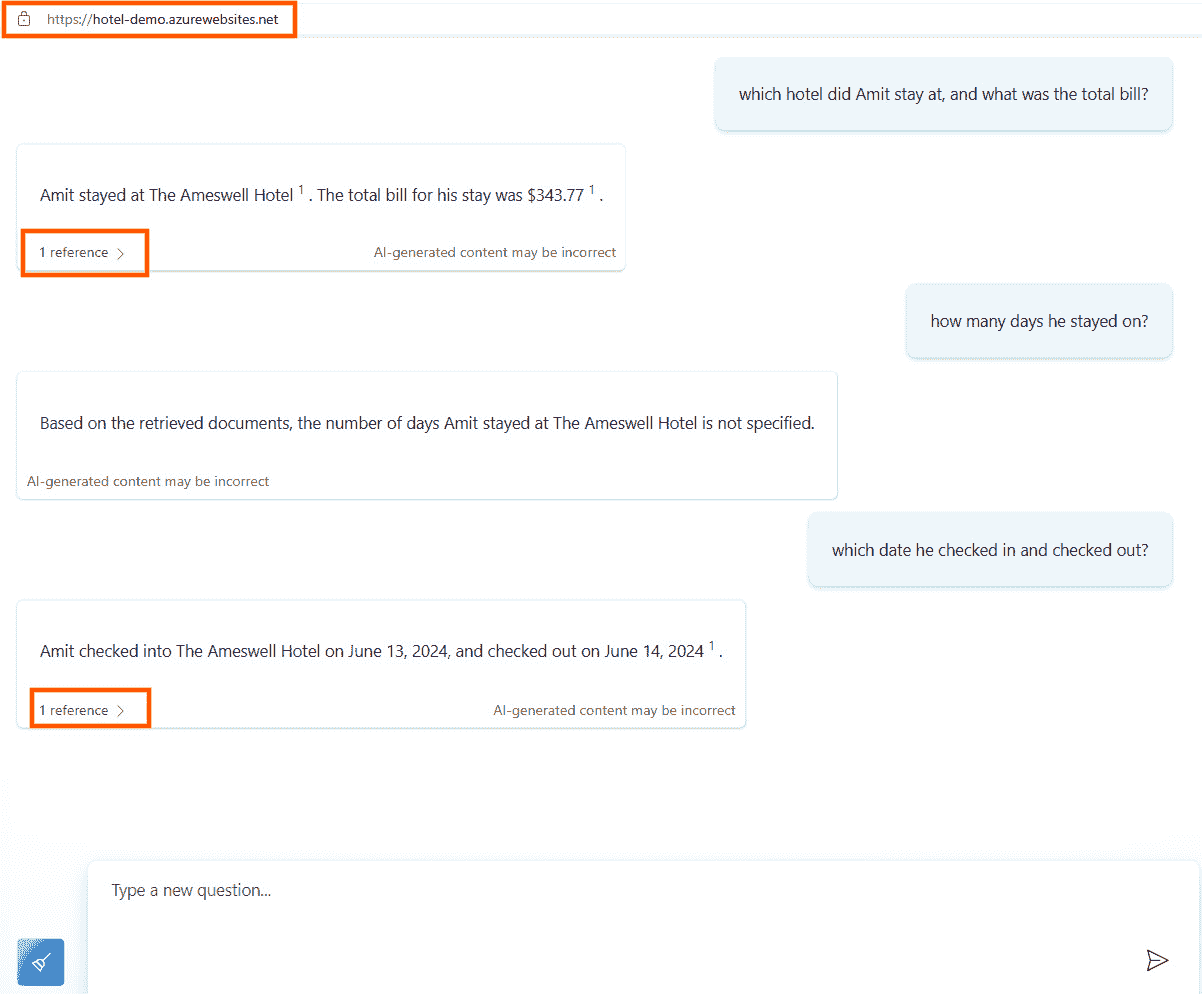 https://hotel-demo.azurewebsites.net
which hotel did Amit stay at, and what was the total bill?
Amit stayed at The Ameswell Hotel 1 . The total bill for his stay was $343.77 1 .
1 reference
AI-generated content may be incorrect
how many days he stayed on?
Based on the retrieved documents, the number of days Amit stayed at The Ameswell Hotel is not specified.
AI-generated content may be incorrect
which date he checked in and checked out?
Amit checked into The Ameswell Hotel on June 13, 2024, and checked out on June 14, 2024 1 .
1 reference
AI-generated content may be incorrect
Type a new question...